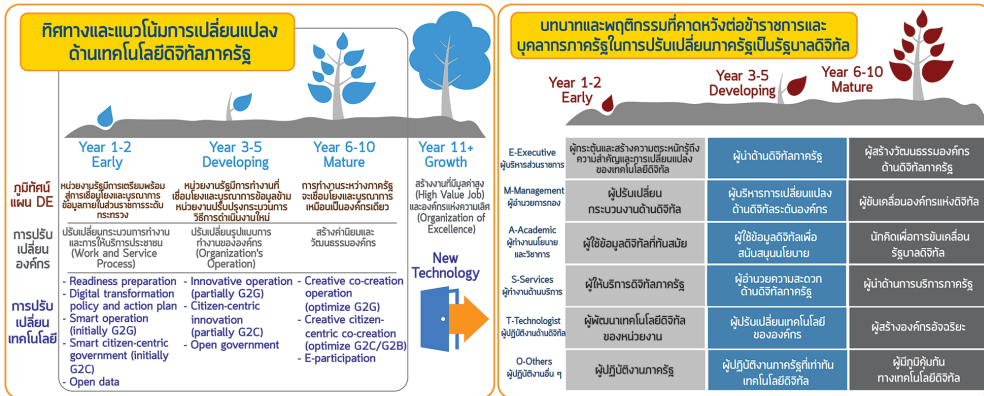 ทิศทางและแนวโน้มการเปลี่ยนแปลง
ด้านเทคโนโลยีดิจิทัลภาครัฐ
Year 1-2
Early
Year 3-5
Developing
Year 6-10
Mature
Year 11+
Growth
ภูมิทัศน์
แผน DE
หน่วยงานรัฐมีการเตรียมพร้อม
สู่การเชื่อมโยงและบูรณาการ
ข้อมูลภายในส่วนราชการระดับ
กระทรวง
หน่วยงานรัฐมีการทำงานที่
เชื่อมโยงและบูรณาการข้อมูลข้าม
หน่วยงานปรับปรุงกระบวนการ
วิธีการดำเนินงานใหม่
การทำงานระหว่างภาครัฐ
จะเชื่อมโยงและบูรณาการ
เหมือนเป็นองค์กรเดียว
สร้างงานที่มีมูลค่าสูง
(High Value Job)
และองค์กรแห่งความเลิศ
(Organization of
Excellence)
การปรับ
เปลี่ยน
องค์กร
ปรับเปลี่ยนกระบวนการทำงาน
และการให้บริการประชาชน
(Work and Service
Process)
ปรับเปลี่ยนรูปแบบการ
ทำงานขององค์กร
(Organization's
Operation)
สร้างค่านิยมและ
วัฒนธรรมองค์กร
การปรับ
เปลี่ยน
เทคโนโลยี
- Readiness preparation
- Digital transformation
policy and action plan
- Smart operation
(initially G2G)
- Smart citizen-centric
government (initially
G2C)
- Open data
- Innovative operation
(partially G2G)
- Citizen-centric
innovation
(partially G2C)
- Open government
- Creative co-creation
operation
(optimize G2G)
- Creative citizen-
centric co-creation
(optimize G2C/G2B)
- E-participation
New
Technology
บทบาทและพฤติกรรมที่คาดหวังต่อข้าราชการและ
บุคลากรภาครัฐในการปรับเปลี่ยนภาครัฐเป็นรัฐบาลดิจิทัล
Year 1-2
Early
Year 3-5
Developing
Year 6-10
Mature
E-Executive
ผู้บริหารส่วนราชการ
ผู้กระตุ้นและสร้างความตระหนักรู้ถึง
ความสำคัญและการเปลี่ยนแปลง
ของเทคโนโลยีดิจิทัล
ผู้นำด้านดิจิทัลภาครัฐ
ผู้สร้างวัฒนธรรมองค์กร
ด้านดิจิทัลภาครัฐ
M-Management
ผู้อำนวยการกอง
ผู้ปรับเปลี่ยน
กระบวนงานด้านดิจิทัล
ผู้บริหารการเปลี่ยนแปลง
ด้านดิจิทัลระดับองค์กร
ผู้ขับเคลื่อนองค์กรแห่งดิจิทัล
A-Academic
ผู้ทำงานนโยบาย
และวิชาการ
ผู้ใช้ข้อมูลดิจิทัลที่ทันสมัย
ผู้ใช้ข้อมูลดิจิทัลเพื่อ
สนับสนุนนโยบาย
นักคิดเพื่อการขับเคลื่อน
รัฐบาลดิจิทัล
S-Services
ผู้ทำงานด้านบริการ
ผู้ให้บริการดิจิทัลภาครัฐ
ผู้อำนวยความสะดวก
ด้านดิจิทัลภาครัฐ
ผู้นำด้านการบริการภาครัฐ
T-Technologist
ผู้ปฏิบัติงานด้านดิจิทัล
ผู้พัฒนาเทคโนโลยีดิจิทัล
ของหน่วยงาน
ผู้ปรับเปลี่ยนเทคโนโลยี
ขององค์กร
ผู้สร้างองค์กรอัจฉริยะ
O-Others
ผู้ปฏิบัติงานอื่น ๆ
ผู้ปฏิบัติงานภาครัฐ
ผู้ปฏิบัติงานภาครัฐที่เท่าทัน
เทคโนโลยีดิจิทัล
ผู้มีภูมิคุ้มกัน
ทางเทคโนโลยีดิจิทัล